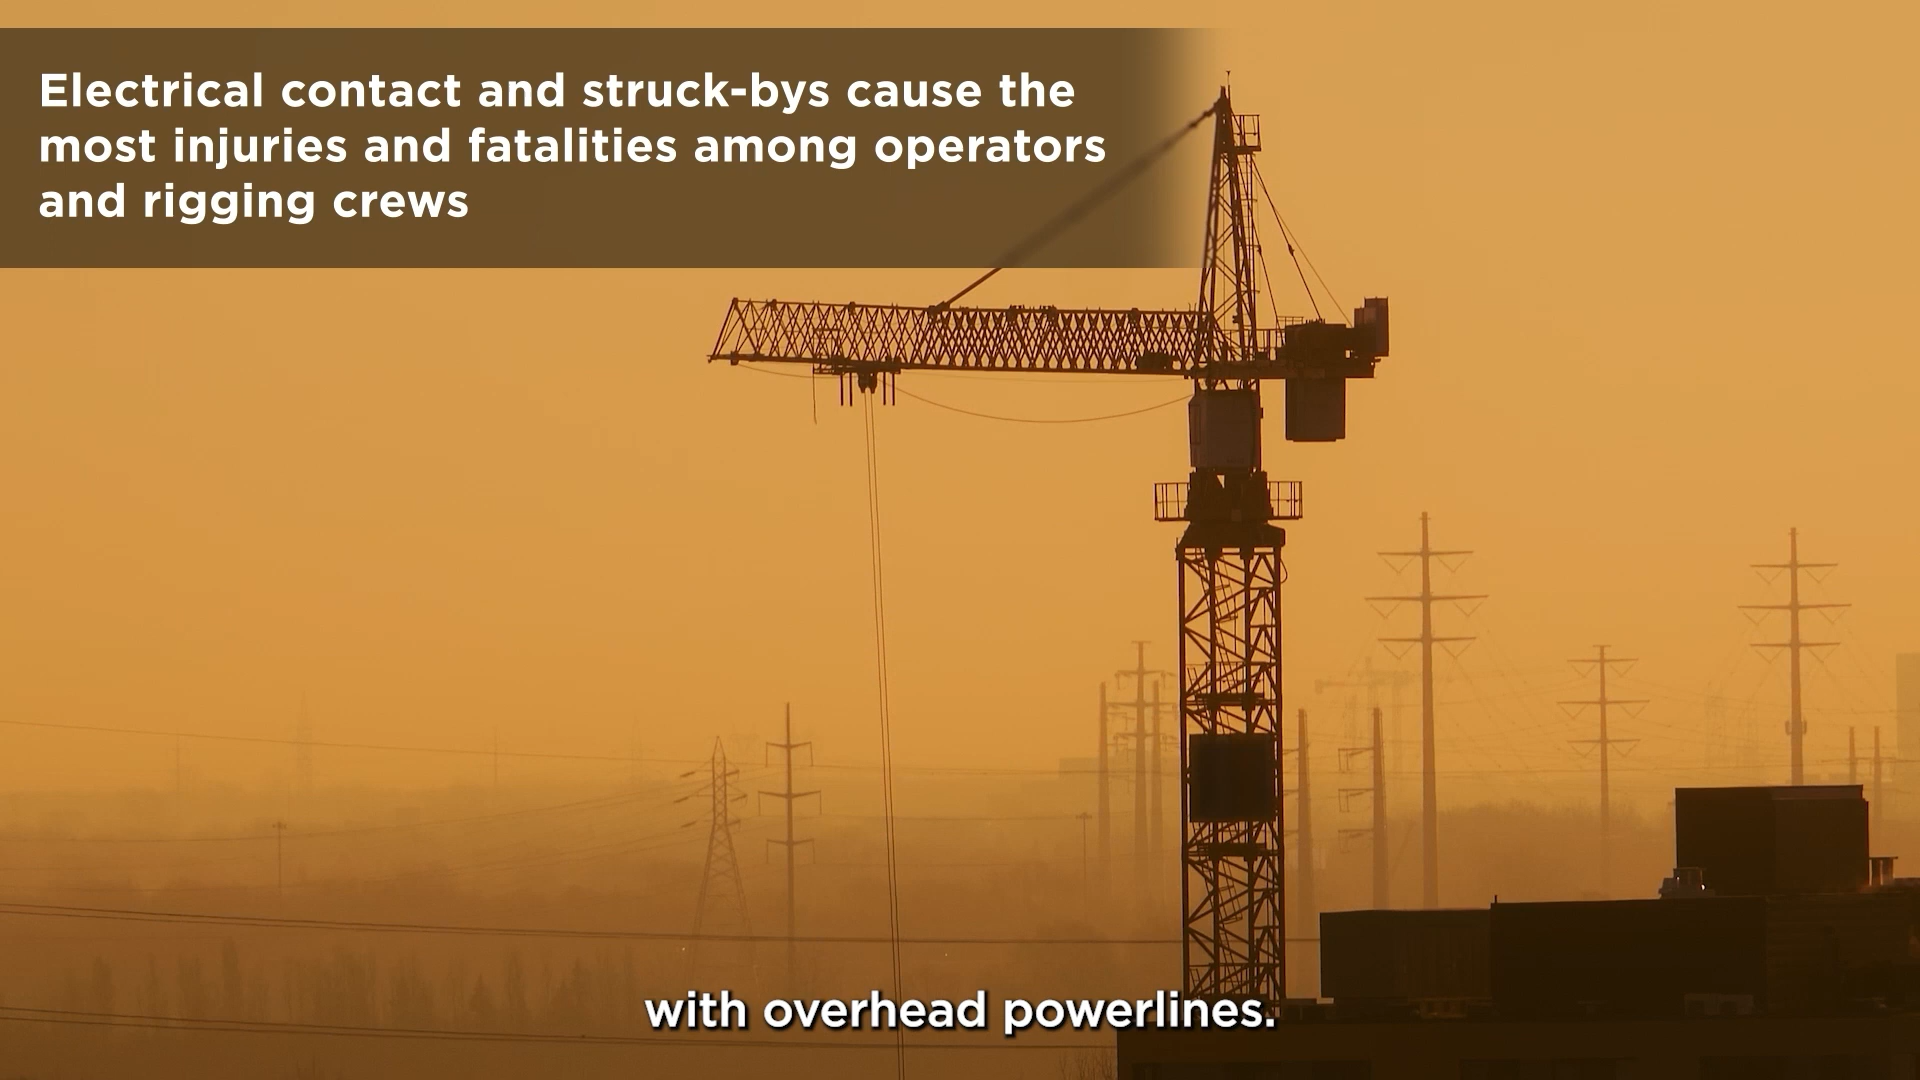 Electrical contact and struck-bys cause the
most injuries and fatalities among operators
and rigging crews
with overhead powerlines.